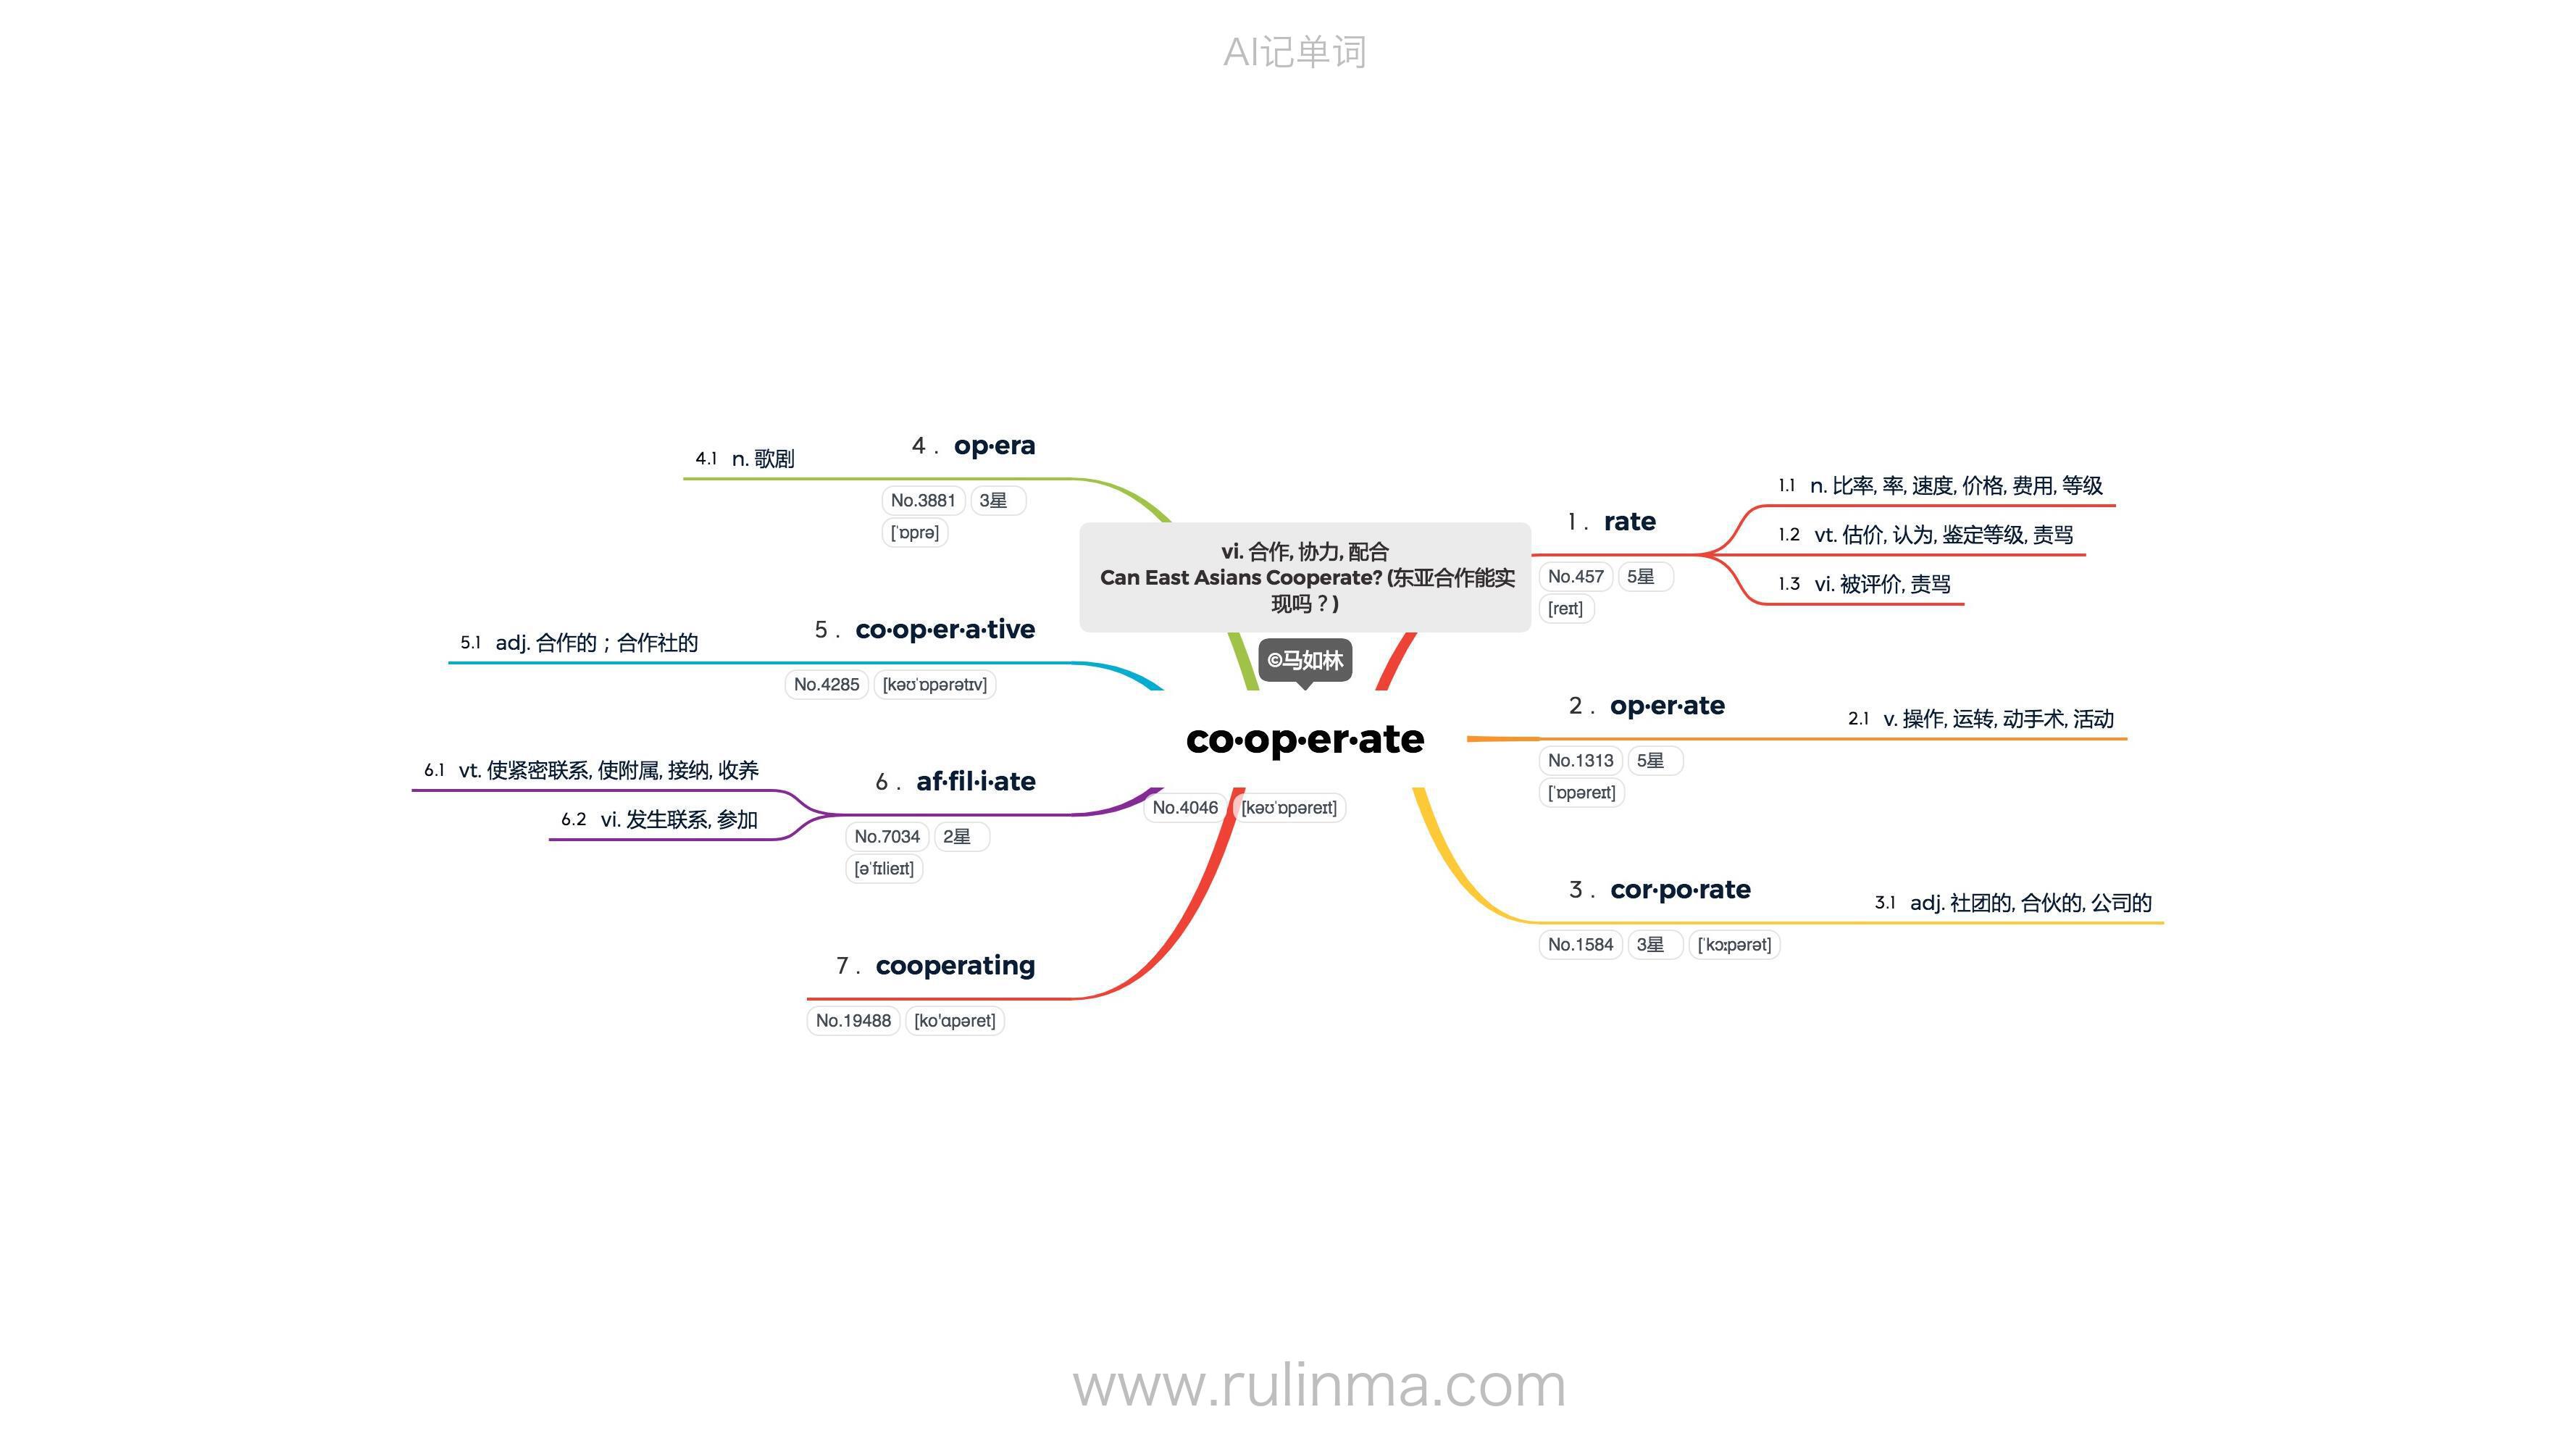 AI记单词
vi. 合作, 协力, 配合
Can East Asians Cooperate? (东亚合作能实
现吗？)
©马如林
co·op·er·ate
No.4046 [kəʊˈɒpəreɪt]
1. rate
No.457 5星
[reɪt]
1.1 n. 比率, 率, 速度, 价格, 费用, 等级
1.2 vt. 估价, 认为, 鉴定等级, 责骂
1.3 vi. 被评价, 责骂
2. op·er·ate
No.1313 5星
[ˈɒpəreɪt]
2.1 v. 操作, 运转, 动手术, 活动
3. cor·po·rate
No.1584 3星 [ˈkɔːpərət]
3.1 adj. 社团的, 合伙的, 公司的
4. op·era
No.3881 3星
[ˈɒprə]
4.1 n. 歌剧
5. co·op·er·a·tive
No.4285 [kəʊˈɒpərətɪv]
5.1 adj. 合作的；合作社的
6. af·fil·i·ate
No.7034 2星
[əˈfɪlieɪt]
6.1 vt. 使紧密联系, 使附属, 接纳, 收养
6.2 vi. 发生联系, 参加
7. cooperating
No.19488 [ko'ɑpəret]
www.rulinma.com